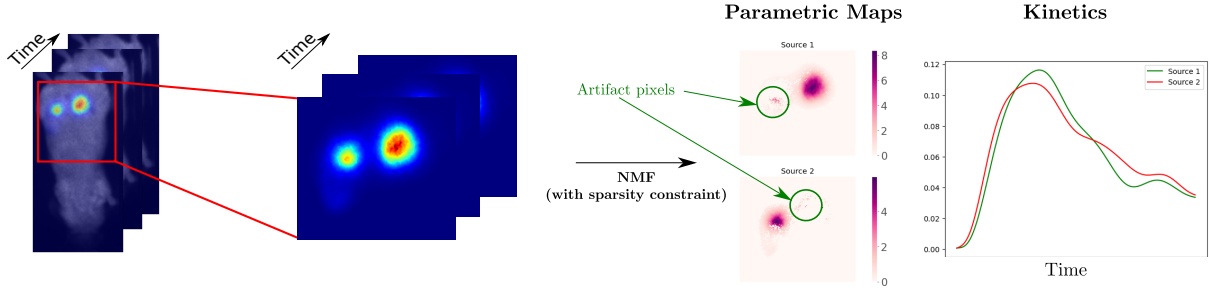 Time
Time
Artifact pixels
NMF
(with sparsity constraint)
Parametric Maps
Source 1
8
6
4
2
0
Source 2
4
2
0
Kinetics
0.12
0.10
0.08
0.06
0.04
0.02
0.00
Source 1
Source 2
Time